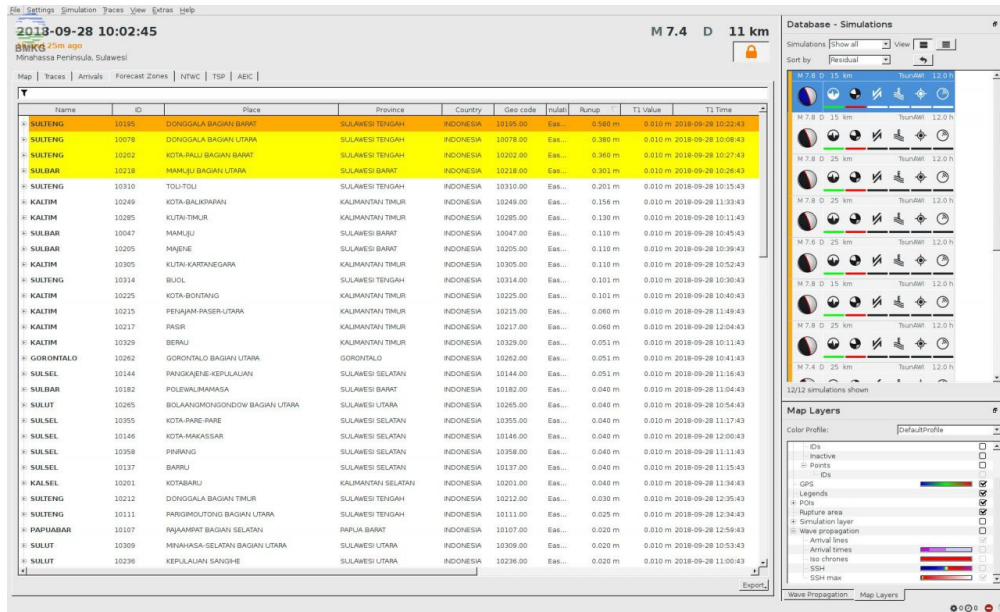 File Settings Simulation Traces View Extras Help
2018-09-28 10:02:45
M 7.4 D 11 km
25m ago
BMKG
Minahassa Peninsula, Sulawesi
Map Traces Arrivals Forecast Zones NTWC TSP AEIC
Name ID Place Province Country Geo code nulati Runup T1 Value T1 Time
SULTENG 10195 DONGGALA BAGIAN BARAT SULAWESI TENGAH INDONESIA 10195.00 Eas... 0.560 m 0.010 m 2018-09-28 10:22:43
SULTENG 10078 DONGGALA BAGIAN UTARA SULAWESI TENGAH INDONESIA 10078.00 Eas... 0.380 m 0.010 m 2018-09-28 10:08:43
SULTENG 10202 KOTA-PALU BAGIAN BARAT SULAWESI TENGAH INDONESIA 10202.00 Eas... 0.360 m 0.010 m 2018-09-28 10:27:43
SULBAR 10218 MAMUJU BAGIAN UTARA SULAWESI BARAT INDONESIA 10218.00 Eas... 0.301 m 0.010 m 2018-09-28 10:26:43
SULTENG 10310 TOLI-TOLI SULAWESI TENGAH INDONESIA 10310.00 Eas... 0.201 m 0.010 m 2018-09-28 10:15:43
KALTIM 10249 KOTA-BALIKPAPAN KALIMANTAN TIMUR INDONESIA 10249.00 Eas... 0.156 m 0.010 m 2018-09-28 11:33:43
KALTIM 10285 KUTAI-TIMUR KALIMANTAN TIMUR INDONESIA 10285.00 Eas... 0.130 m 0.010 m 2018-09-28 10:11:43
SULBAR 10047 MAMUJU SULAWESI BARAT INDONESIA 10047.00 Eas... 0.110 m 0.010 m 2018-09-28 10:45:43
SULBAR 10205 MAJENE SULAWESI BARAT INDONESIA 10205.00 Eas... 0.110 m 0.010 m 2018-09-28 10:39:43
KALTIM 10305 KUTAI-KARTANEGARA KALIMANTAN TIMUR INDONESIA 10305.00 Eas... 0.110 m 0.010 m 2018-09-28 10:52:43
SULTENG 10314 BUOL SULAWESI TENGAH INDONESIA 10314.00 Eas... 0.101 m 0.010 m 2018-09-28 10:30:43
KALTIM 10225 KOTA-BONTANG KALIMANTAN TIMUR INDONESIA 10225.00 Eas... 0.101 m 0.010 m 2018-09-28 10:40:43
KALTIM 10215 PENAJAM-PASER-UTARA KALIMANTAN TIMUR INDONESIA 10215.00 Eas... 0.060 m 0.010 m 2018-09-28 11:49:43
KALTIM 10217 PASIR KALIMANTAN TIMUR INDONESIA 10217.00 Eas... 0.060 m 0.010 m 2018-09-28 12:04:43
KALTIM 10329 BERAU KALIMANTAN TIMUR INDONESIA 10329.00 Eas... 0.051 m 0.010 m 2018-09-28 10:11:43
GORONTALO 10262 GORONTALO BAGIAN UTARA GORONTALO INDONESIA 10262.00 Eas... 0.051 m 0.010 m 2018-09-28 10:41:43
SULSEL 10144 PANGKAJENE-KEPULAUAN SULAWESI SELATAN INDONESIA 10144.00 Eas... 0.051 m 0.010 m 2018-09-28 11:16:43
SULBAR 10182 POLEWALIMAMASA SULAWESI BARAT INDONESIA 10182.00 Eas... 0.040 m 0.010 m 2018-09-28 11:04:43
SULUT 10265 BOLAANGMONGONDOW BAGIAN UTARA SULAWESI UTARA INDONESIA 10265.00 Eas... 0.040 m 0.010 m 2018-09-28 10:54:43
SULSEL 10355 KOTA-PARE-PARE SULAWESI SELATAN INDONESIA 10355.00 Eas... 0.040 m 0.010 m 2018-09-28 11:17:43
SULSEL 10146 KOTA-MAKASSAR SULAWESI SELATAN INDONESIA 10146.00 Eas... 0.040 m 0.010 m 2018-09-28 12:00:43
SULSEL 10358 PINRANG SULAWESI SELATAN INDONESIA 10358.00 Eas... 0.040 m 0.010 m 2018-09-28 11:11:43
SULSEL 10137 BARRU SULAWESI SELATAN INDONESIA 10137.00 Eas... 0.040 m 0.010 m 2018-09-28 11:15:43
KALSEL 10201 KOTABARU KALIMANTAN SELATAN INDONESIA 10201.00 Eas... 0.040 m 0.010 m 2018-09-28 11:34:43
SULTENG 10212 DONGGALA BAGIAN TIMUR SULAWESI TENGAH INDONESIA 10212.00 Eas... 0.030 m 0.010 m 2018-09-28 12:35:43
SULTENG 10111 PARIGIMOUTONG BAGIAN UTARA SULAWESI TENGAH INDONESIA 10111.00 Eas... 0.025 m 0.010 m 2018-09-28 12:34:43
PAPUABAR 10107 RAJAAMPAT BAGIAN SELATAN PAPUA BARAT INDONESIA 10107.00 Eas... 0.020 m 0.010 m 2018-09-28 12:59:43
SULUT 10309 MINAHASA-SELATAN BAGIAN UTARA SULAWESI UTARA INDONESIA 10309.00 Eas... 0.020 m 0.010 m 2018-09-28 10:53:43
SULUT 10236 KEPULAUAN SANGIHE SULAWESI UTARA INDONESIA 10236.00 Eas... 0.020 m 0.010 m 2018-09-28 11:00:43
Export
Database - Simulations
Simulations Show all View
Sort by Residual
M 7.8 D 15 km TsunAWI 12.0 h
M 7.8 D 15 km TsunAWI 12.0 h
M 7.8 D 25 km TsunAWI 12.0 h
M 7.8 D 25 km TsunAWI 12.0 h
M 7.6 D 25 km TsunAWI 12.0 h
M 7.8 D 15 km TsunAWI 12.0 h
M 7.8 D 25 km TsunAWI 12.0 h
M 7.4 D 25 km TsunAWI 12.0 h
12/12 simulations shown
Map Layers
Color Profile: DefaultProfile
IDs
Inactive
Points
IDs
GPS
Legends
POIs
Rupture area
Simulation layer
Wave propagation
Arrival lines
Arrival times
Iso chrones
SSH
SSH max
Wave Propagation Map Layers
0 0 0